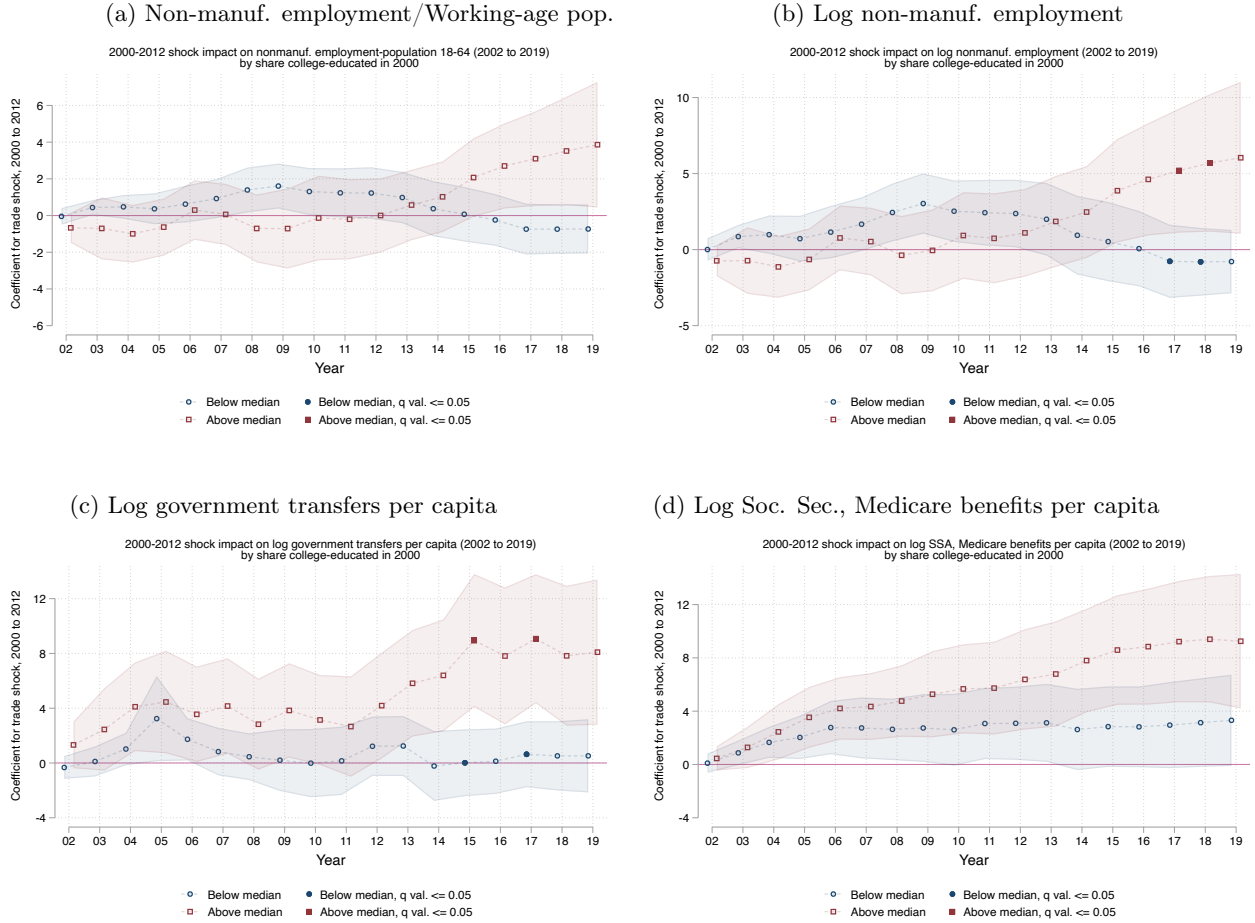 (a) Non-manuf. employment/Working-age pop.
2000-2012 shock impact on nonmanuf. employment-population 18-64 (2002 to 2019)
by share college-educated in 2000
Coefficient for trade shock, 2000 to 2012
6
4
2
0
-2
-4
-6
02 03 04 05 06 07 08 09 10 11 12 13 14 15 16 17 18 19
Year
Below median
Below median, q val. <= 0.05
Above median
Above median, q val. <= 0.05
(b) Log non-manuf. employment
2000-2012 shock impact on log nonmanuf. employment (2002 to 2019)
by share college-educated in 2000
Coefficient for trade shock, 2000 to 2012
10
5
0
-5
02 03 04 05 06 07 08 09 10 11 12 13 14 15 16 17 18 19
Year
Below median
Below median, q val. <= 0.05
Above median
Above median, q val. <= 0.05
(c) Log government transfers per capita
2000-2012 shock impact on log government transfers per capita (2002 to 2019)
by share college-educated in 2000
Coefficient for trade shock, 2000 to 2012
12
8
4
0
-4
02 03 04 05 06 07 08 09 10 11 12 13 14 15 16 17 18 19
Year
Below median
Below median, q val. <= 0.05
Above median
Above median, q val. <= 0.05
(d) Log Soc. Sec., Medicare benefits per capita
2000-2012 shock impact on log SSA, Medicare benefits per capita (2002 to 2019)
by share college-educated in 2000
Coefficient for trade shock, 2000 to 2012
12
8
4
0
-4
02 03 04 05 06 07 08 09 10 11 12 13 14 15 16 17 18 19
Year
Below median
Below median, q val. <= 0.05
Above median
Above median, q val. <= 0.05